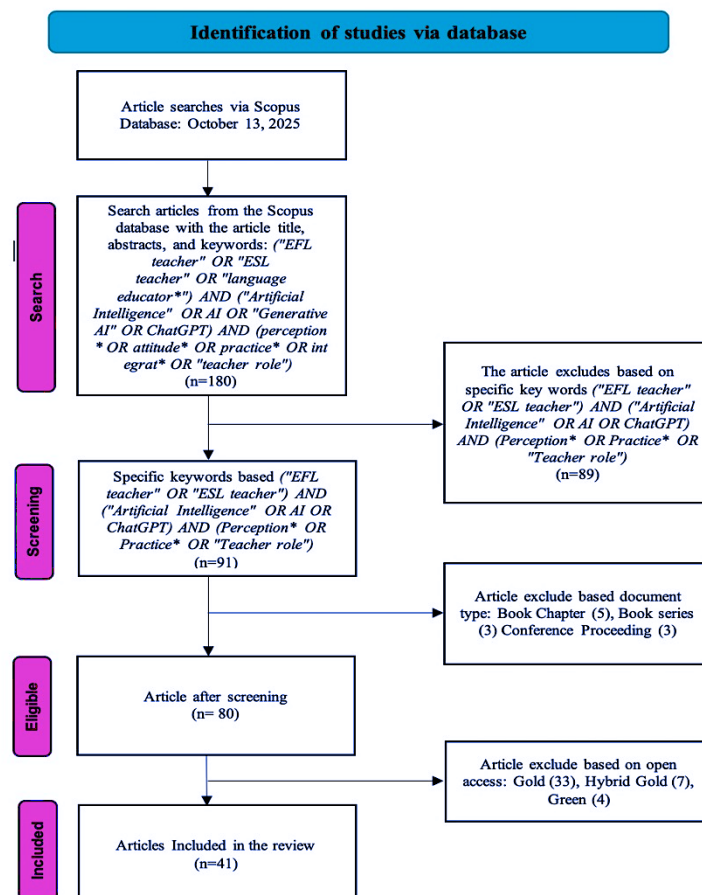 Identification of studies via database
Article searches via Scopus
Database: October 13, 2025
Search
Search articles from the Scopus
database with the article title,
abstracts, and keywords: ("EFL
teacher" OR "ESL
teacher" OR "language
educator*") AND ("Artificial
Intelligence" OR AI OR "Generative
AI" OR ChatGPT) AND (perception
* OR attitude* OR practice* OR int
egrat* OR "teacher role")
(n=180)
The article excludes based on
specific key words ("EFL teacher"
OR "ESL teacher") AND ("Artificial
Intelligence" OR AI OR ChatGPT)
AND (Perception* OR Practice* OR
"Teacher role")
(n=89)
Screening
Specific keywords based ("EFL
teacher" OR "ESL teacher") AND
("Artificial Intelligence" OR AI OR
ChatGPT) AND (Perception* OR
Practice* OR "Teacher role")
(n=91)
Article exclude based document
type: Book Chapter (5), Book series
(3) Conference Proceeding (3)
Eligible
Article after screening
(n= 80)
Article exclude based on open
access: Gold (33), Hybrid Gold (7),
Green (4)
Included
Articles Included in the review
(n=41)